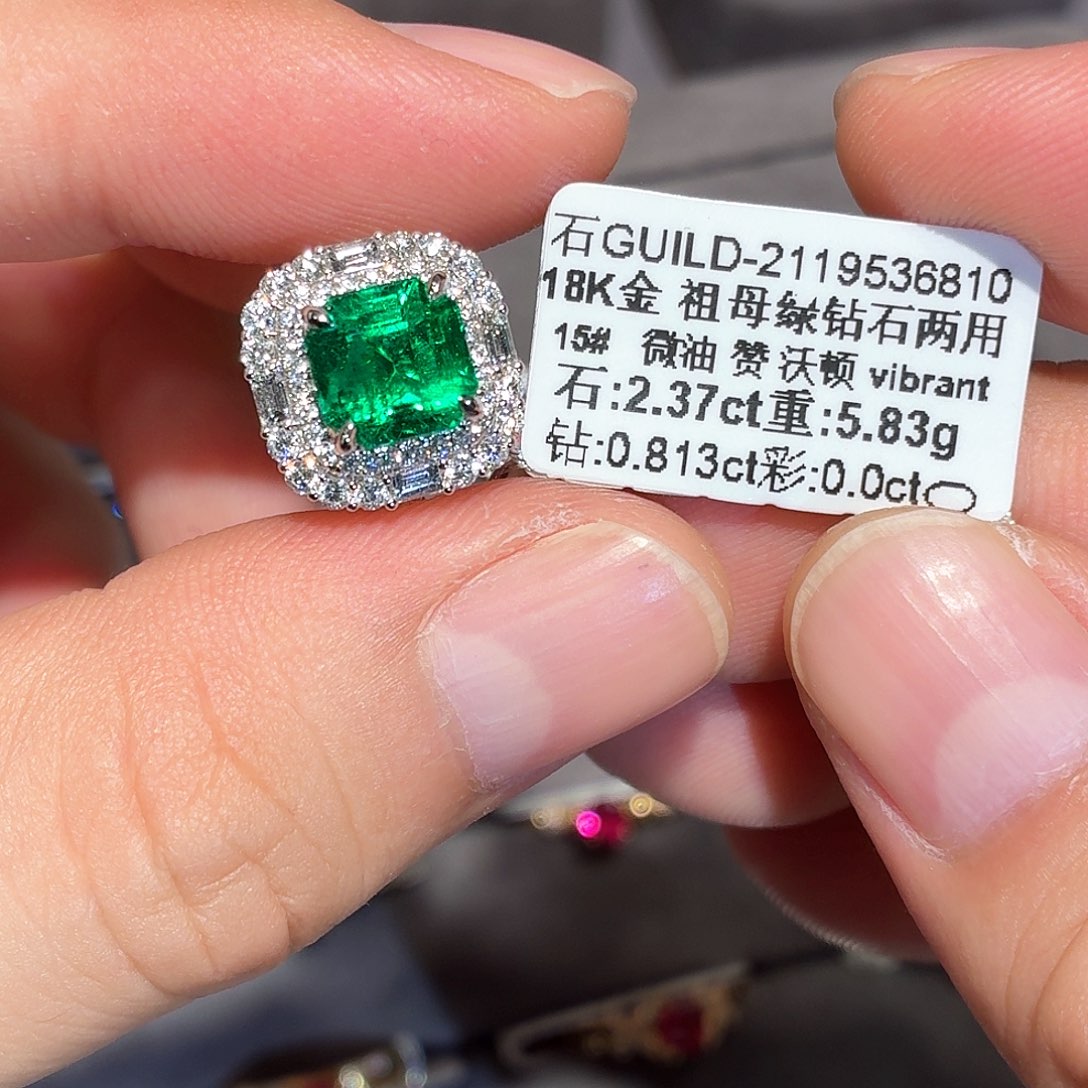 石GUILD-2119536810
18K金 祖母绿钻石两用
15# 微油 赞沃顿 vibrant
石:2.37ct重:5.83g
钻:0.813ct彩:0.0ct